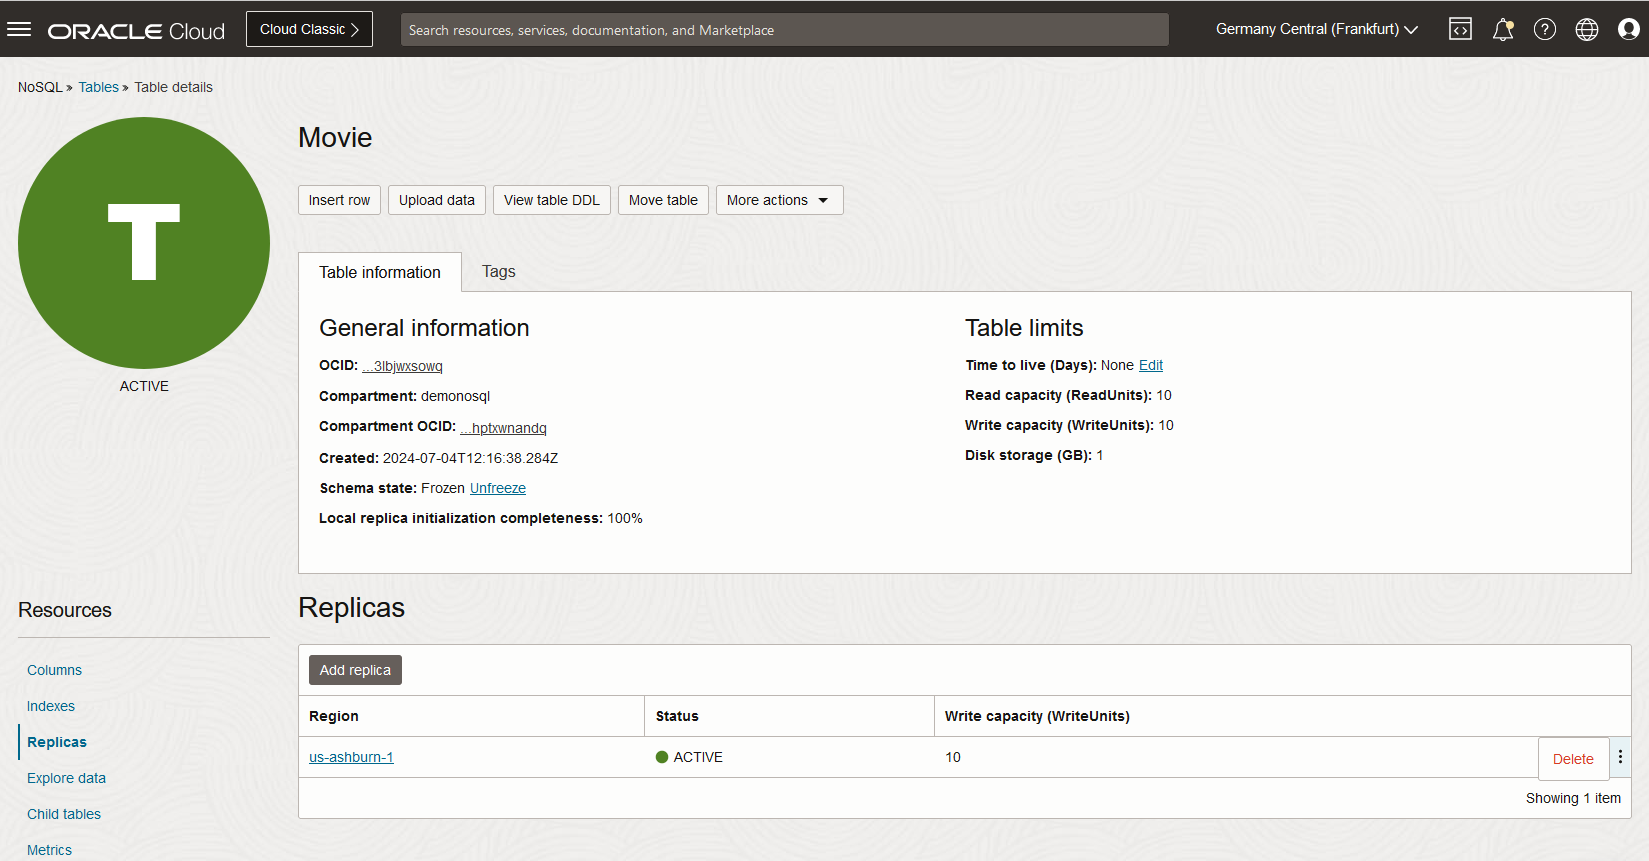 ORACLE Cloud
Cloud Classic
Search resources, services, documentation, and Marketplace
Germany Central (Frankfurt)
NoSQL » Tables » Table details
T
ACTIVE
Movie
Insert row
Upload data
View table DDL
Move table
More actions
Table information
Tags
General information
OCID: ...3lbjwxsowq
Compartment: demonosql
Compartment OCID: ...hptxwnandq
Created: 2024-07-04T12:16:38.284Z
Schema state: Frozen Unfreeze
Local replica initialization completeness: 100%
Table limits
Time to live (Days): None Edit
Read capacity (ReadUnits): 10
Write capacity (WriteUnits): 10
Disk storage (GB): 1
Resources
Columns
Indexes
Replicas
Explore data
Child tables
Metrics
Replicas
Add replica
Region Status Write capacity (WriteUnits)
us-ashburn-1 ACTIVE 10
Delete
Showing 1 item